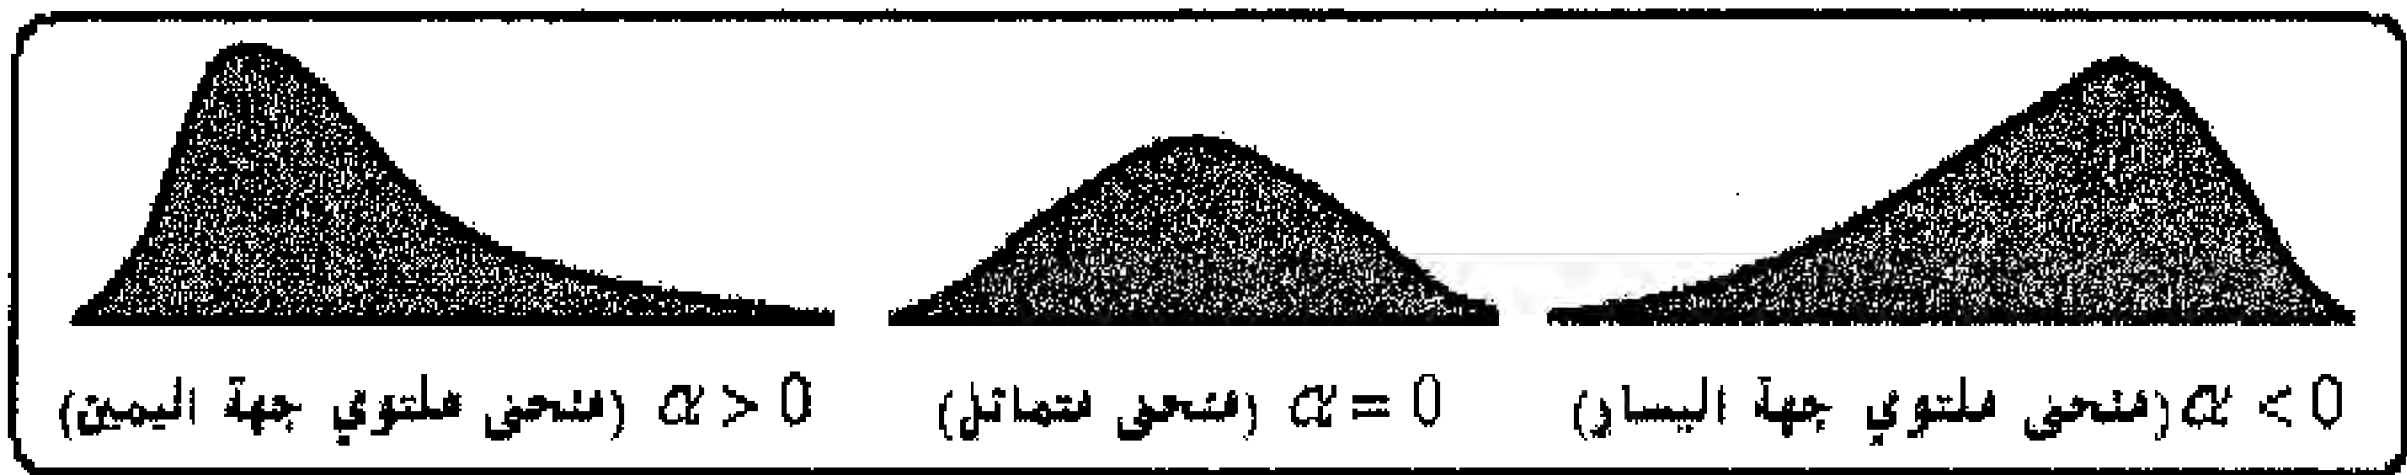 α > 0 (منحنى ملتوي جهة اليمين)
α = 0 (منحنى متماثل)
α < 0 (منحنى ملتوي جهة اليسار)